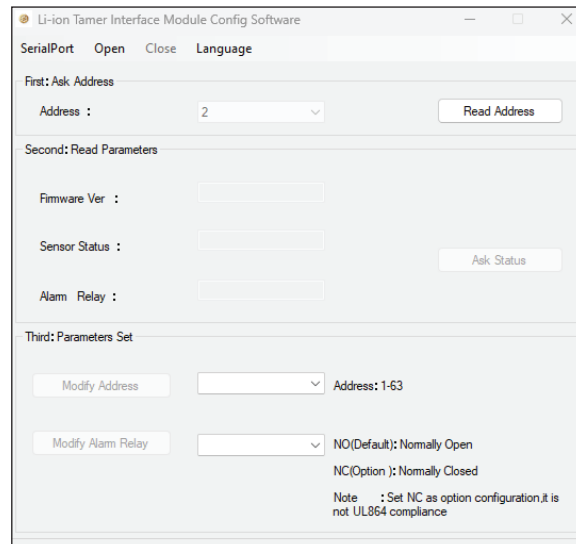 Li-ion Tamer Interface Module Config Software
SerialPort Open Close Language
First: Ask Address
Address : 2 Read Address
Second: Read Parameters
Firmware Ver :
Sensor Status :
Ask Status
Alarm Relay :
Third: Parameters Set
Modify Address Address: 1-63
Modify Alarm Relay NO(Default): Normally Open
NC(Option ): Normally Closed
Note : Set NC as option configuration,it is
not UL864 compliance